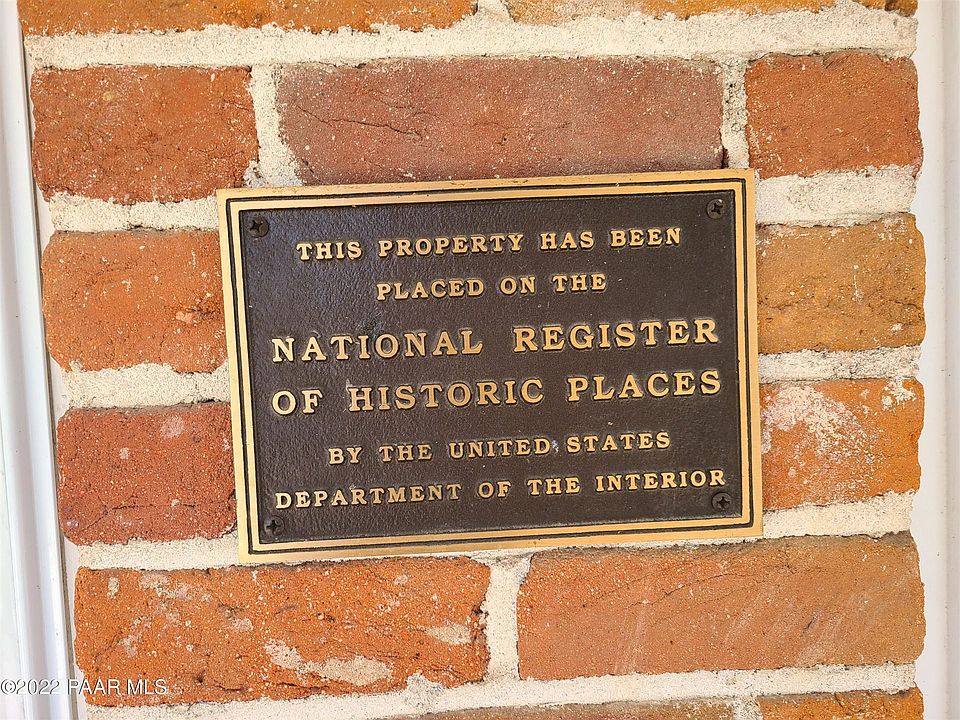 THIS PROPERTY HAS BEEN
PLACED ON THE
NATIONAL REGISTER
OF HISTORIC PLACES
BY THE UNITED STATES
DEPARTMENT OF THE INTERIOR
©2022 PAAR MLS